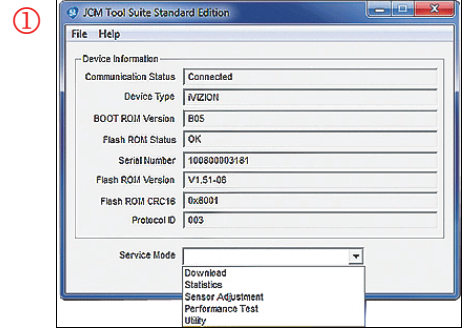 ①
JCM Tool Suite Standard Edition
File Help
Device Information
Communication Status Connected
Device Type iVIZION
BOOT ROM Version B05
Flash ROM Status OK
Serial Number 100800003181
Flash ROM Version V1.51-06
Flash ROM CRC16 0x8001
Protocol ID 003
Service Mode
Download
Statistics
Sensor Adjustment
Performance Test
Utility